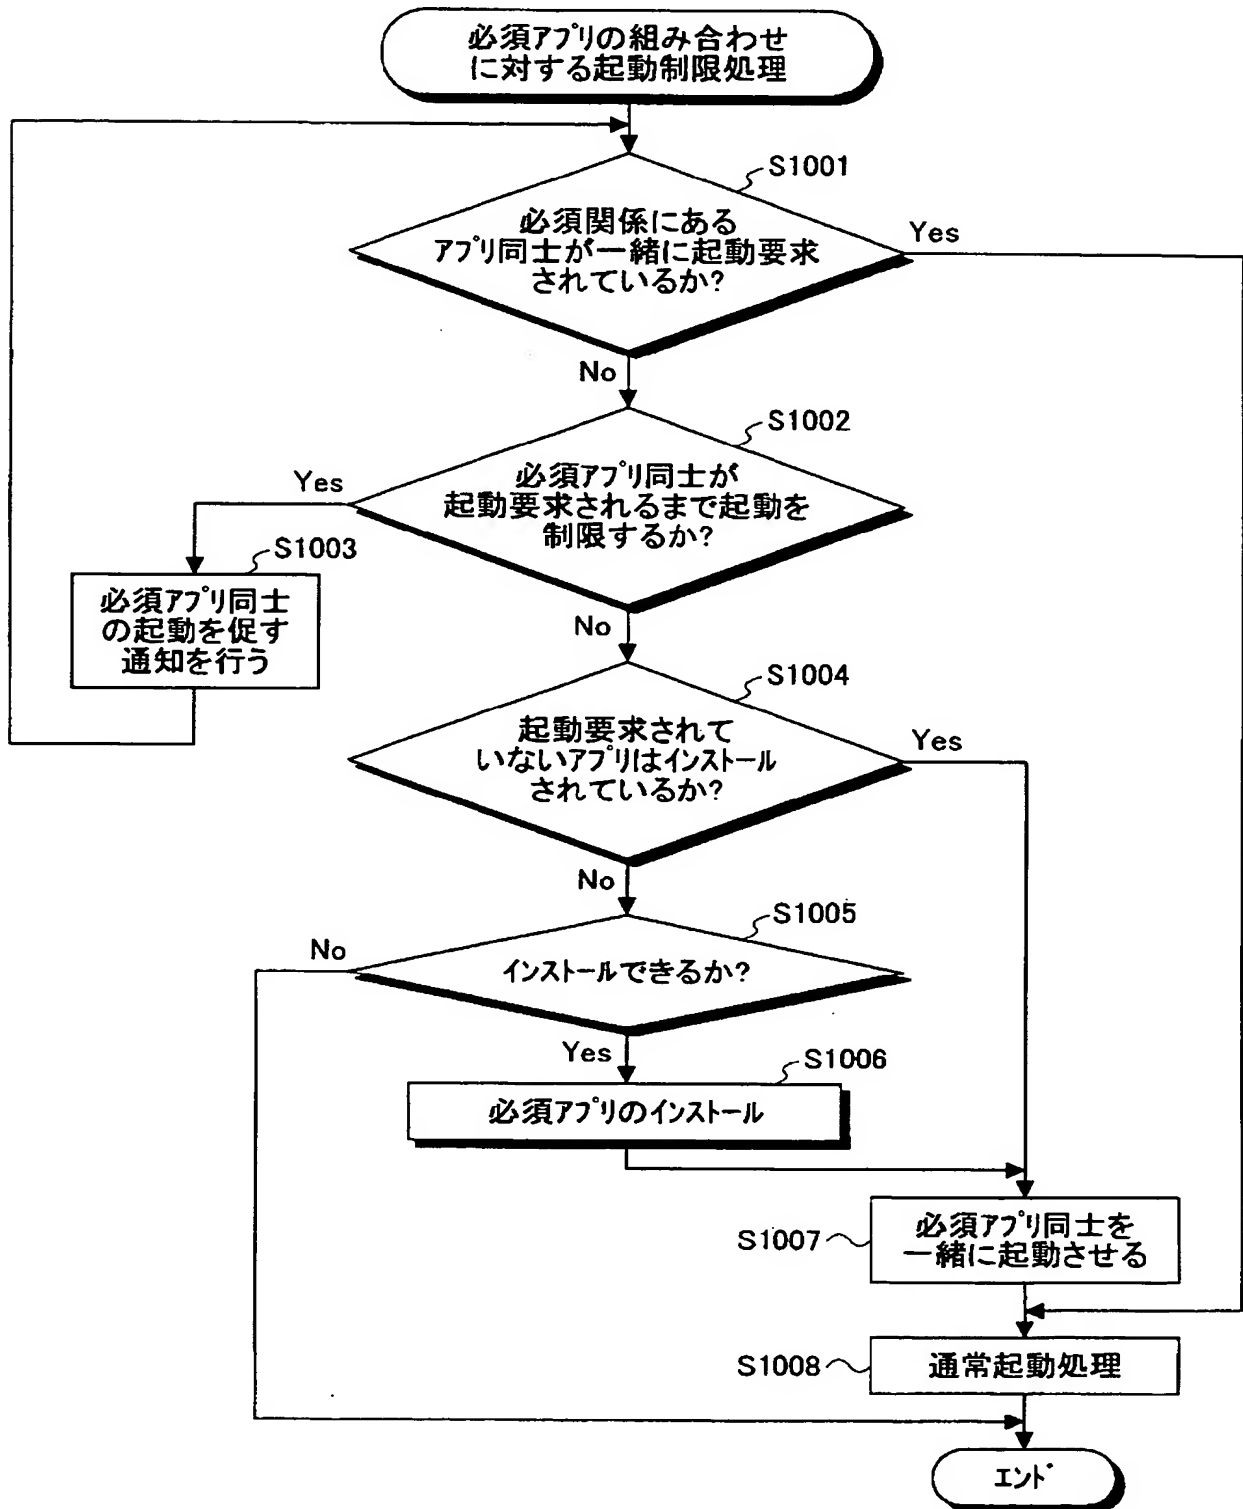 必須アプリの組み合わせ
に対する起動制限処理
S1001
必須関係にある
アプリ同士が一緒に起動要求
されているか?
Yes
No
S1002
必須アプリ同士が
起動要求されるまで起動を
制限するか?
Yes
No
S1003
必須アプリ同士
の起動を促す
通知を行う
S1004
起動要求されて
いないアプリはインストール
されているか?
Yes
No
S1005
インストールできるか?
No
Yes
S1006
必須アプリのインストール
S1007
必須アプリ同士を
一緒に起動させる
S1008
通常起動処理
エンド